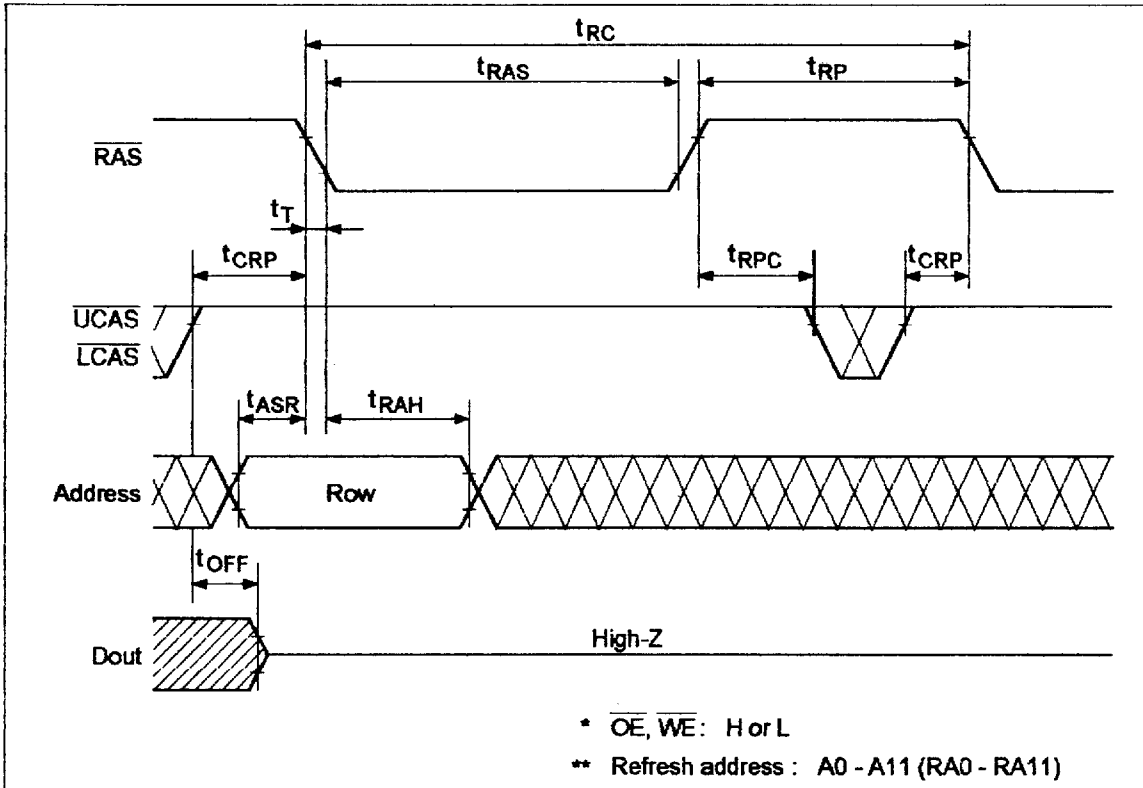 tRC
tRAS
tRP
RAS
tT
tCRP
tRPC
tCRP
UCAS
LCAS
tASR
tRAH
Address
Row
tOFF
Dout
High-Z
* OE, WE: H or L
** Refresh address : A0 - A11 (RA0 - RA11)